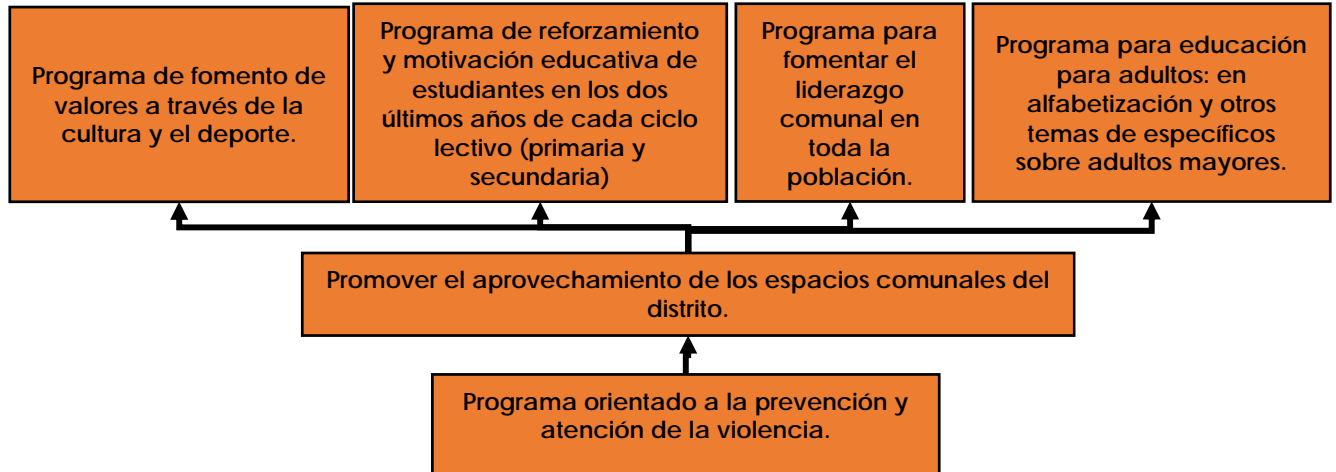 Programa de fomento de
valores a través de la
cultura y el deporte.
Programa de reforzamiento
y motivación educativa de
estudiantes en los dos
últimos años de cada ciclo
lectivo (primaria y
secundaria)
Programa para
fomentar el
liderazgo
comunal en
toda la
población.
Programa para educación
para adultos: en
alfabetización y otros
temas de específicos
sobre adultos mayores.
Promover el aprovechamiento de los espacios comunales del
distrito.
Programa orientado a la prevención y
atención de la violencia.